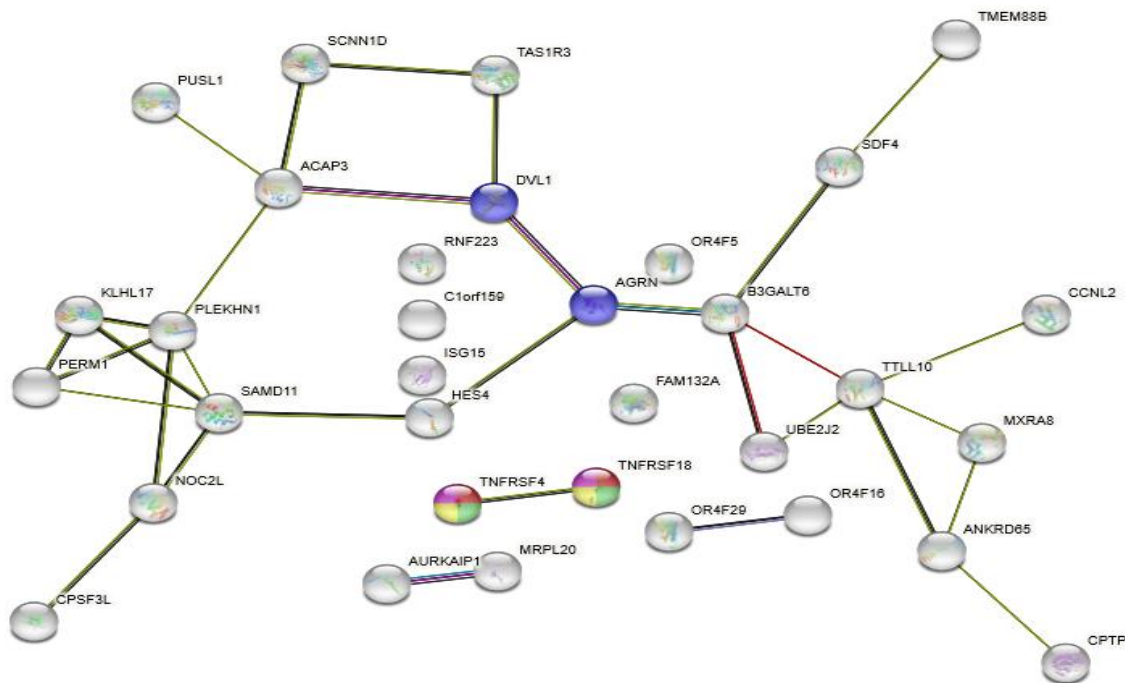 TMEM88B
SCNN1D
TAS1R3
PUSL1
SDF4
ACAP3
DVL1
RNF223
OR4F5
AGRN
B3GALT6
C1orf159
KLHL17
PLEKHN1
CCNL2
ISG15
PERM1
TTLL10
FAM132A
SAMD11
HES4
MXRA8
UBE2J2
TNFRSF18
NOC2L
TNFRSF4
OR4F16
OR4F29
ANKRD65
MRPL20
AURKAIP1
CPSF3L
CPTP